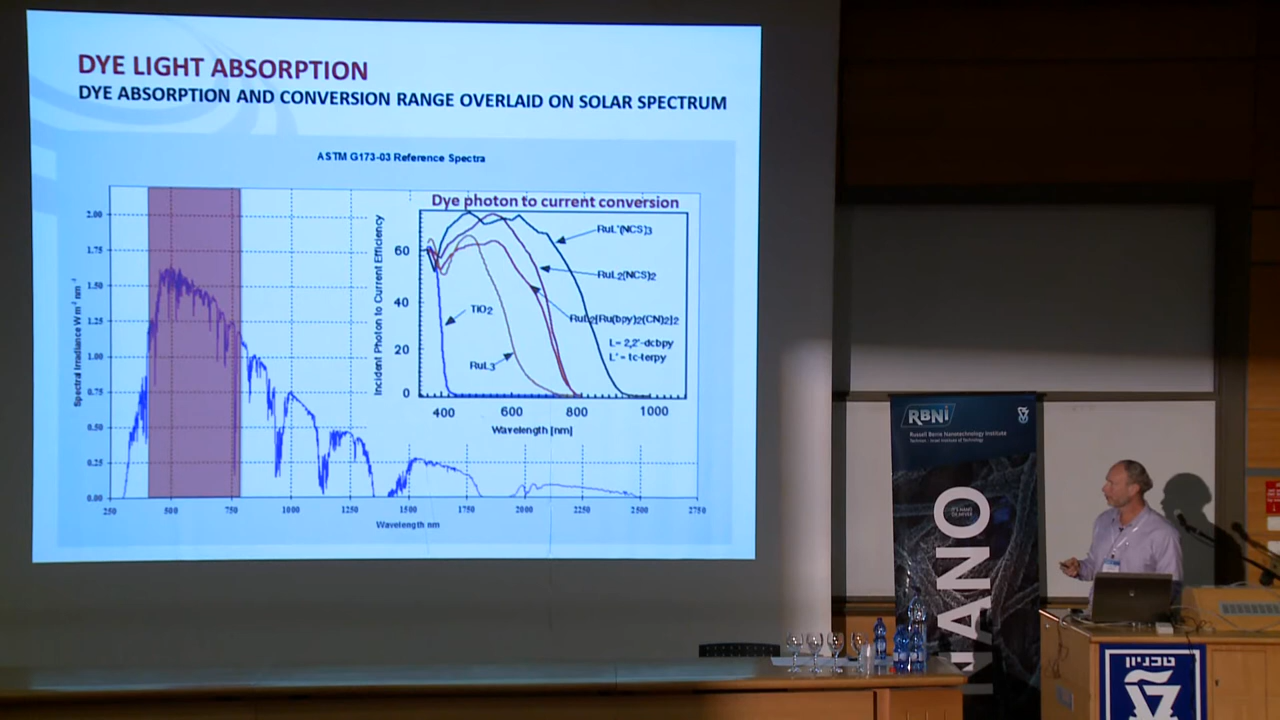 DYE LIGHT ABSORPTION
DYE ABSORPTION AND CONVERSION RANGE OVERLAID ON SOLAR SPECTRUM
ASTM G173-03 Reference Spectra
Spectral Irradiance W m⁻² nm⁻¹
2.00
1.75
1.50
1.25
1.00
0.75
0.50
0.25
0.00
250
500
750
1000
1250
1500
1750
2000
2250
2500
2750
Wavelength nm
Dye photon to current conversion
Incident Photon to Current Efficiency
60
40
20
0
RuL'(NCS)3
RuL2(NCS)2
TiO2
RuL2[Ru(bpy)2(CN)2]2
L= 2,2'-dcbpy
L' = tc-terpy
RuL3
400
600
800
1000
Wavelength [nm]
RBNI
Russell Berrie Nanotechnology Institute
Technion - Israel Institute of Technology
NANO
טכניון